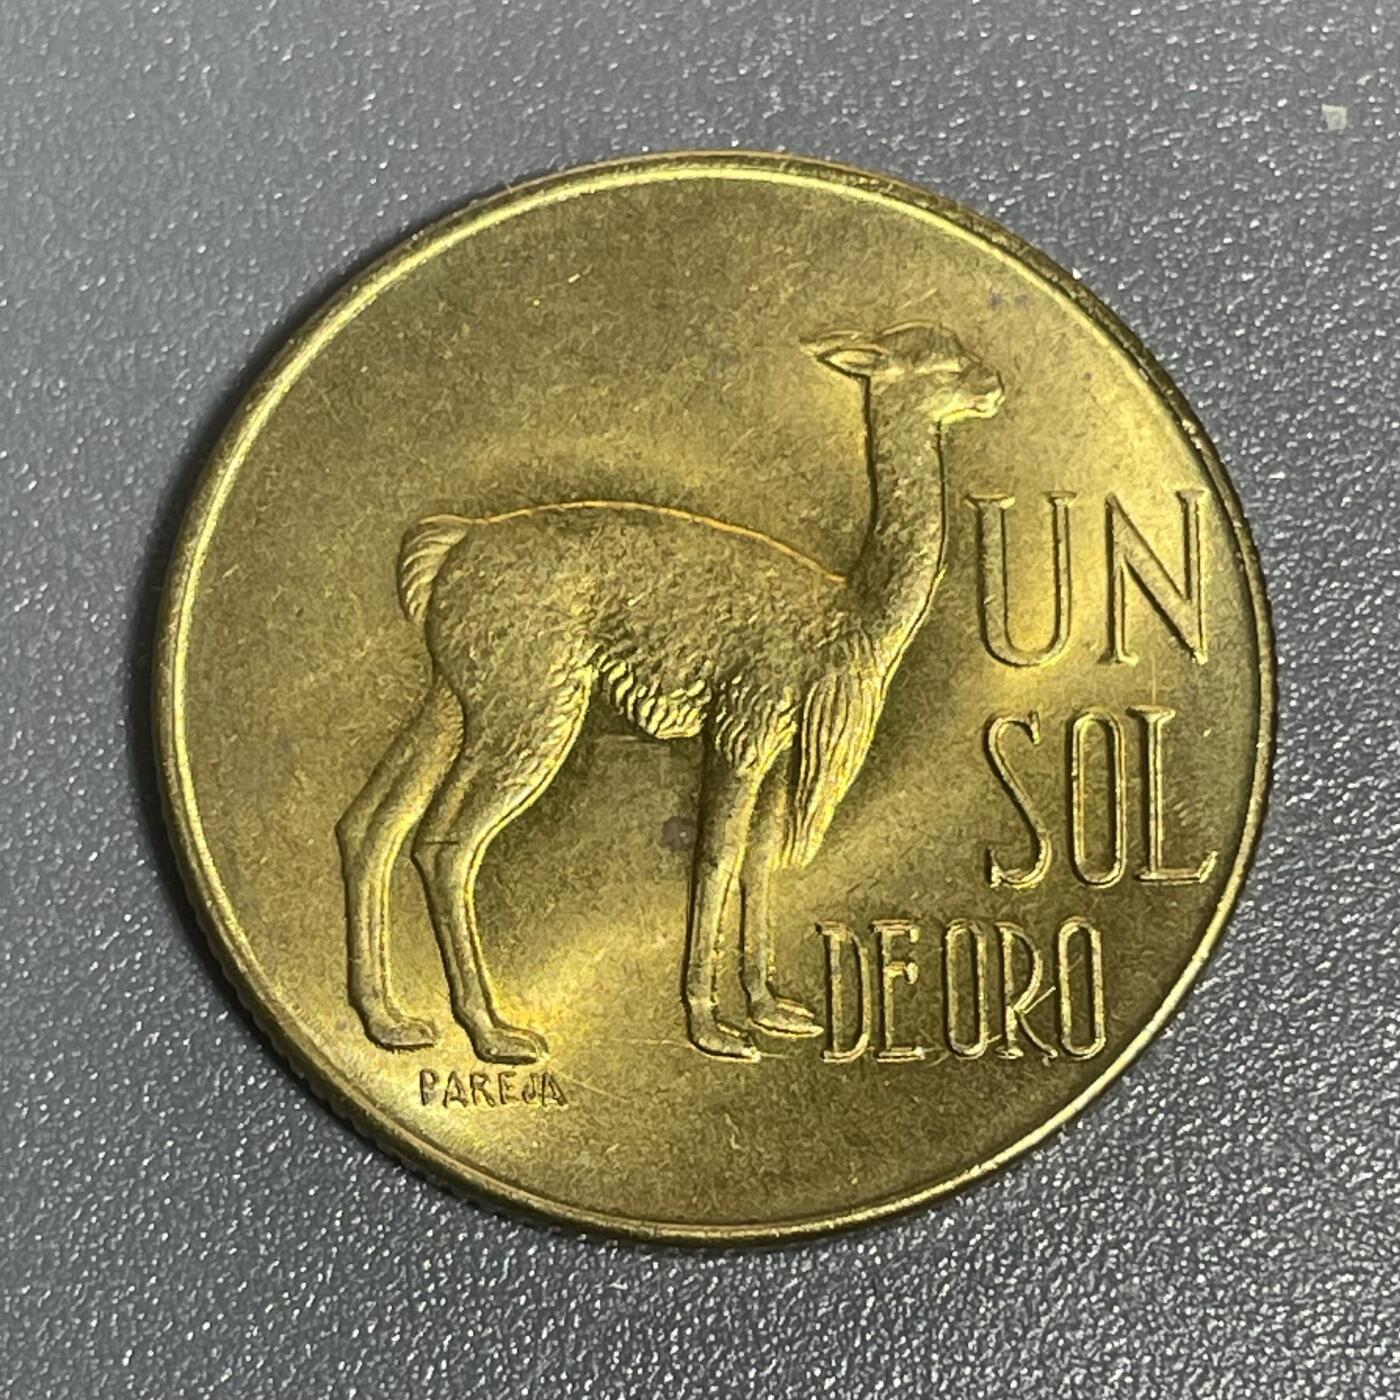 UN
SOL
DE ORO
PAREJA